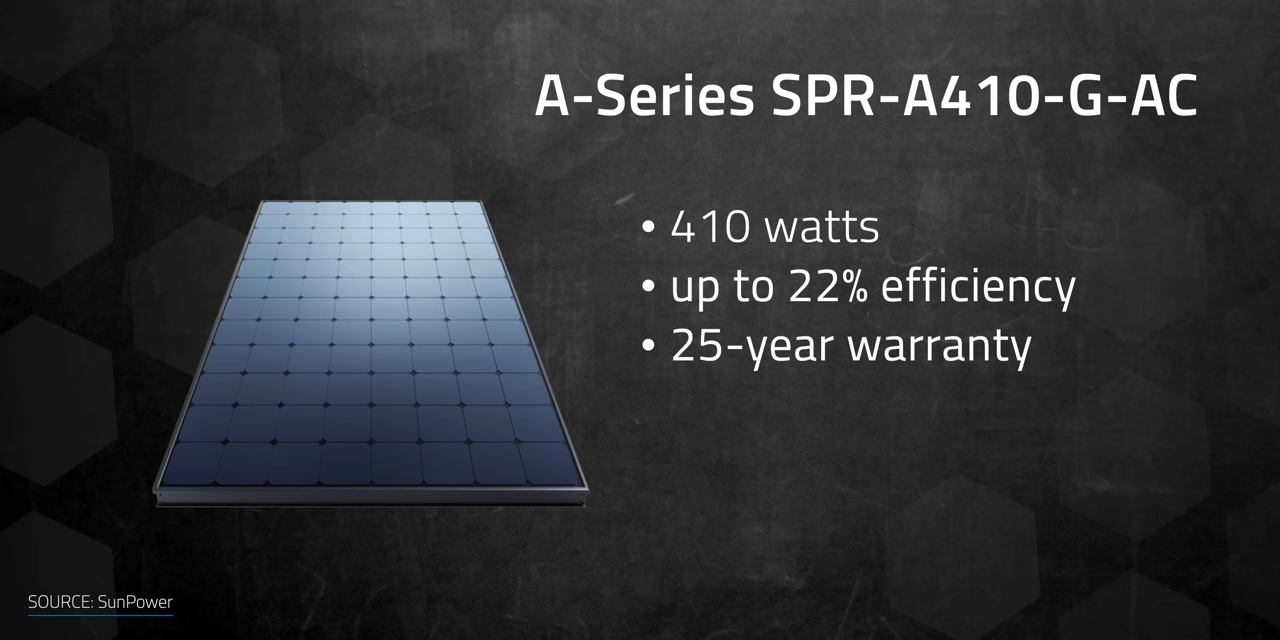 A-Series SPR-A410-G-AC
• 410 watts
• up to 22% efficiency
• 25-year warranty
SOURCE: SunPower